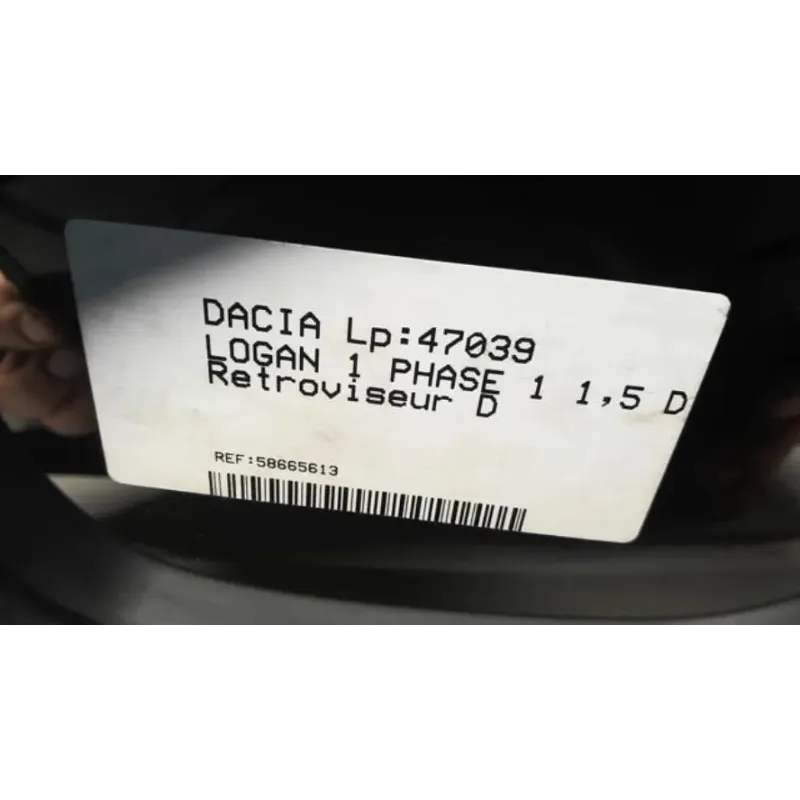 DACIA Lp:47039
LOGAN 1 PHASE 1 1,5 D
Retroviseur D
REF:58665613